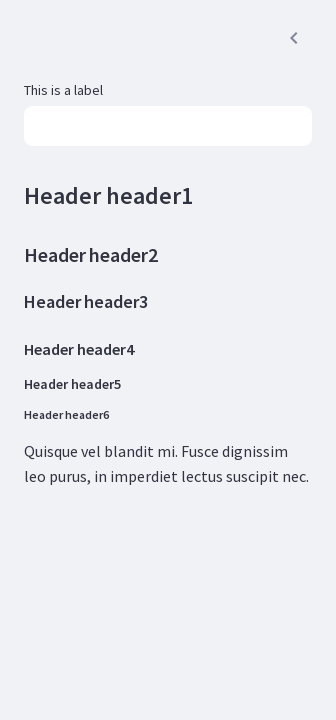 This is a label
Header header1
Header header2
Header header3
Header header4
Header header5
Header header6
Quisque vel blandit mi. Fusce dignissim
leo purus, in imperdiet lectus suscipit nec.